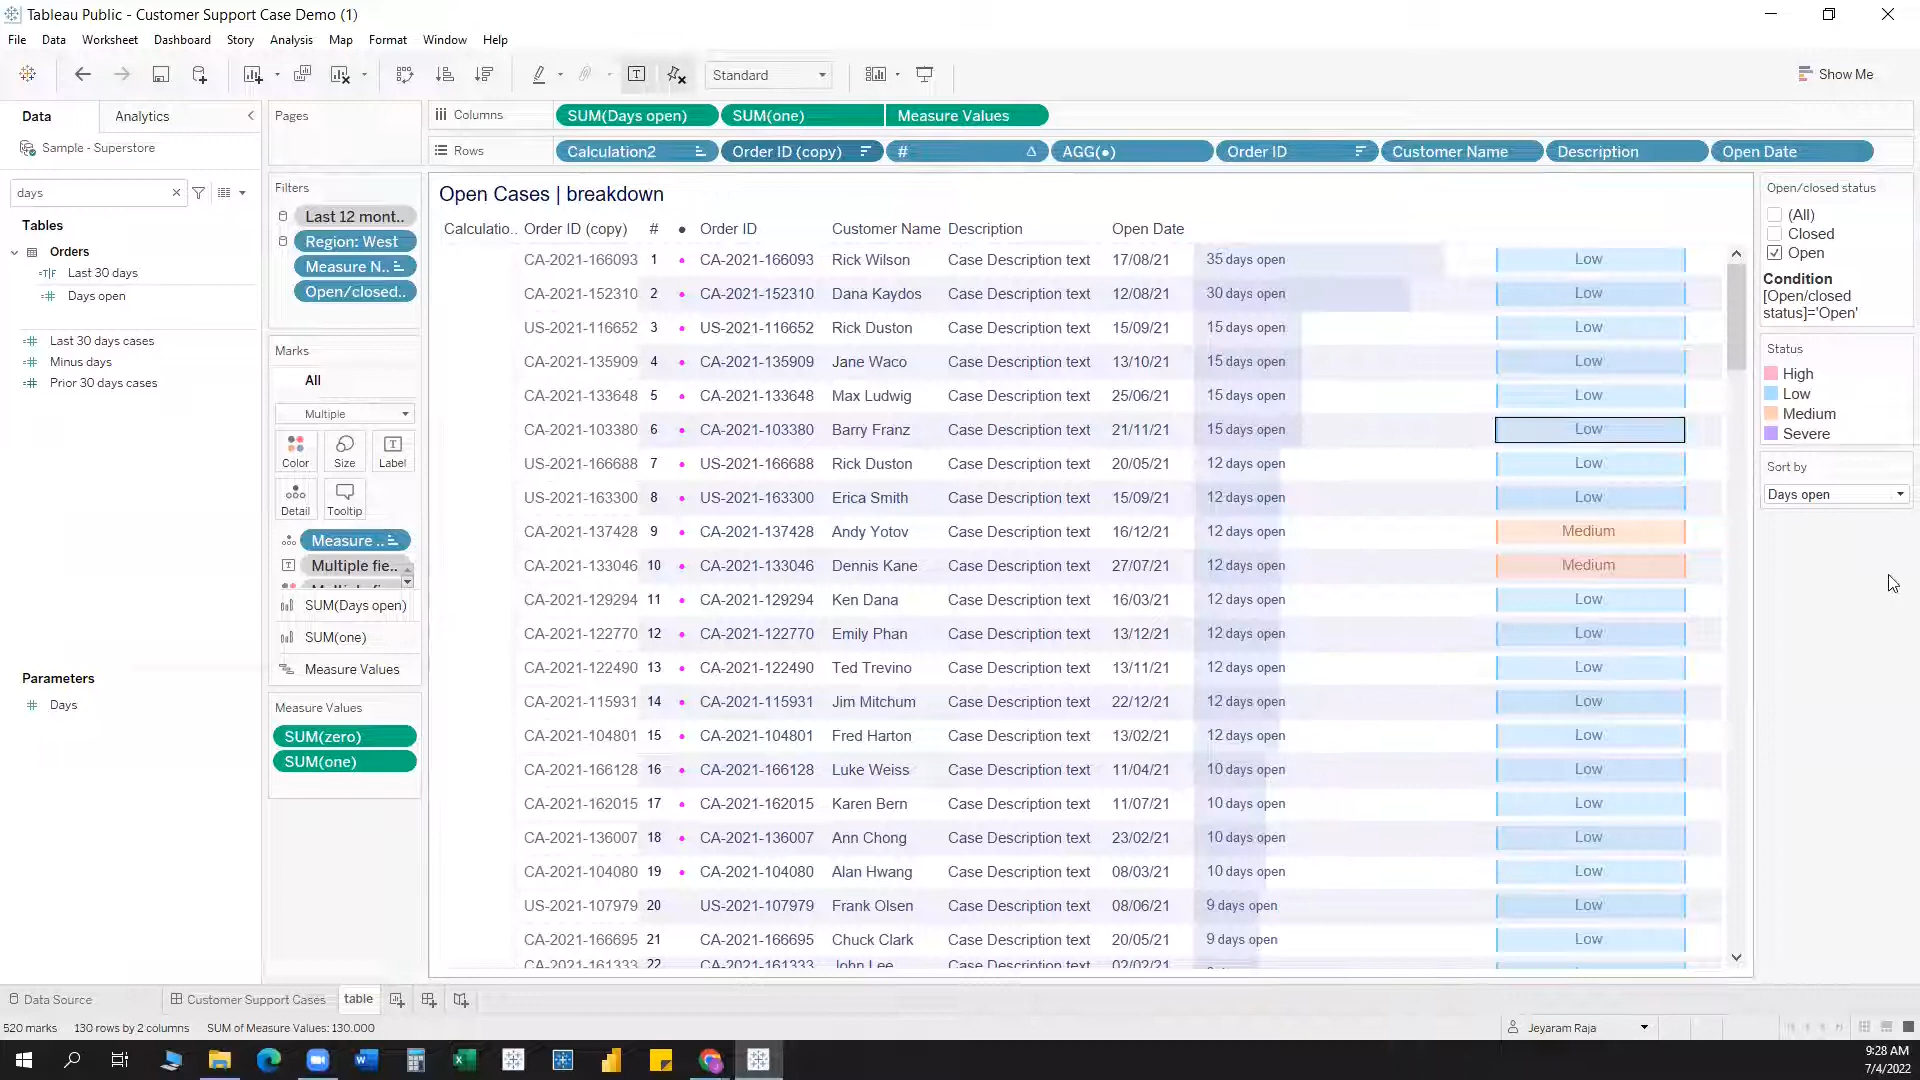 Tableau Public - Customer Support Case Demo (1)
File Data Worksheet Dashboard Story Analysis Map Format Window Help
Standard
Show Me
Data Analytics
Pages
Columns SUM(Days open) SUM(one) Measure Values
Sample - Superstore
Rows Calculation2 Order ID (copy) # AGG(●) Order ID Customer Name Description Open Date
days
Tables
Orders
Last 30 days
Days open
Last 30 days cases
Minus days
Prior 30 days cases
Parameters
Days
Filters
Last 12 mont..
Region: West
Measure N..
Open/closed..
Marks
All
Multiple
Color Size Label
Detail Tooltip
Measure ..
Multiple fie..
SUM(Days open)
SUM(one)
Measure Values
Measure Values
SUM(zero)
SUM(one)
Open Cases | breakdown
Calculatio.. Order ID (copy) # ● Order ID Customer Name Description Open Date
CA-2021-166093 1 CA-2021-166093 Rick Wilson Case Description text 17/08/21 35 days open Low
CA-2021-152310 2 CA-2021-152310 Dana Kaydos Case Description text 12/08/21 30 days open Low
US-2021-116652 3 US-2021-116652 Rick Duston Case Description text 15/09/21 15 days open Low
CA-2021-135909 4 CA-2021-135909 Jane Waco Case Description text 13/10/21 15 days open Low
CA-2021-133648 5 CA-2021-133648 Max Ludwig Case Description text 25/06/21 15 days open Low
CA-2021-103380 6 CA-2021-103380 Barry Franz Case Description text 21/11/21 15 days open Low
US-2021-166688 7 US-2021-166688 Rick Duston Case Description text 20/05/21 12 days open Low
US-2021-163300 8 US-2021-163300 Erica Smith Case Description text 15/09/21 12 days open Low
CA-2021-137428 9 CA-2021-137428 Andy Yotov Case Description text 16/12/21 12 days open Medium
CA-2021-133046 10 CA-2021-133046 Dennis Kane Case Description text 27/07/21 12 days open Medium
CA-2021-129294 11 CA-2021-129294 Ken Dana Case Description text 16/03/21 12 days open Low
CA-2021-122770 12 CA-2021-122770 Emily Phan Case Description text 13/12/21 12 days open Low
CA-2021-122490 13 CA-2021-122490 Ted Trevino Case Description text 13/11/21 12 days open Low
CA-2021-115931 14 CA-2021-115931 Jim Mitchum Case Description text 22/12/21 12 days open Low
CA-2021-104801 15 CA-2021-104801 Fred Harton Case Description text 13/02/21 12 days open Low
CA-2021-166128 16 CA-2021-166128 Luke Weiss Case Description text 11/04/21 10 days open Low
CA-2021-162015 17 CA-2021-162015 Karen Bern Case Description text 11/07/21 10 days open Low
CA-2021-136007 18 CA-2021-136007 Ann Chong Case Description text 23/02/21 10 days open Low
CA-2021-104080 19 CA-2021-104080 Alan Hwang Case Description text 08/03/21 10 days open Low
US-2021-107979 20 US-2021-107979 Frank Olsen Case Description text 08/06/21 9 days open Low
CA-2021-166695 21 CA-2021-166695 Chuck Clark Case Description text 20/05/21 9 days open Low
CA-2021-161333 22 CA-2021-161333 John Lee Case Description text 02/02/21
Open/closed status
(All)
Closed
Open
Condition
[Open/closed
status]='Open'
Status
High
Low
Medium
Severe
Sort by
Days open
Data Source Customer Support Cases table
520 marks 130 rows by 2 columns SUM of Measure Values: 130.000 Jeyaram Raja
9:28 AM
7/4/2022